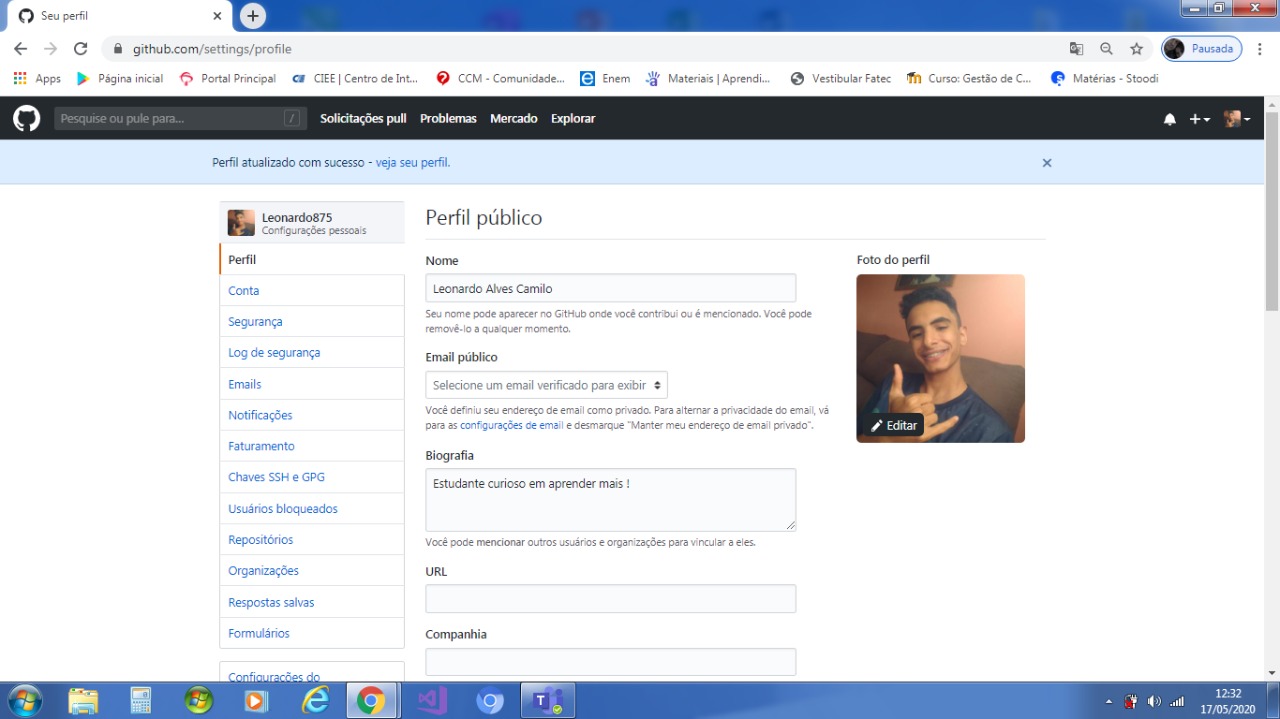 Seu perfil
github.com/settings/profile
Pausada
Apps
Página inicial
Portal Principal
CIEE | Centro de Int...
CCM - Comunidade...
Enem
Materiais | Aprendi...
Vestibular Fatec
Curso: Gestão de C...
Matérias - Stoodi
Pesquise ou pule para...
/
Solicitações pull
Problemas
Mercado
Explorar
Perfil atualizado com sucesso - veja seu perfil.
Leonardo875
Configurações pessoais
Perfil
Conta
Segurança
Log de segurança
Emails
Notificações
Faturamento
Chaves SSH e GPG
Usuários bloqueados
Repositórios
Organizações
Respostas salvas
Formulários
Configurações do
Perfil público
Nome
Leonardo Alves Camilo
Seu nome pode aparecer no GitHub onde você contribui ou é mencionado. Você pode
removê-lo a qualquer momento.
Email público
Selecione um email verificado para exibir
Você definiu seu endereço de email como privado. Para alternar a privacidade do email, vá
para as configurações de email e desmarque "Manter meu endereço de email privado".
Biografia
Estudante curioso em aprender mais !
Você pode mencionar outros usuários e organizações para vincular a eles.
URL
Companhia
Foto do perfil
Editar
12:32
17/05/2020